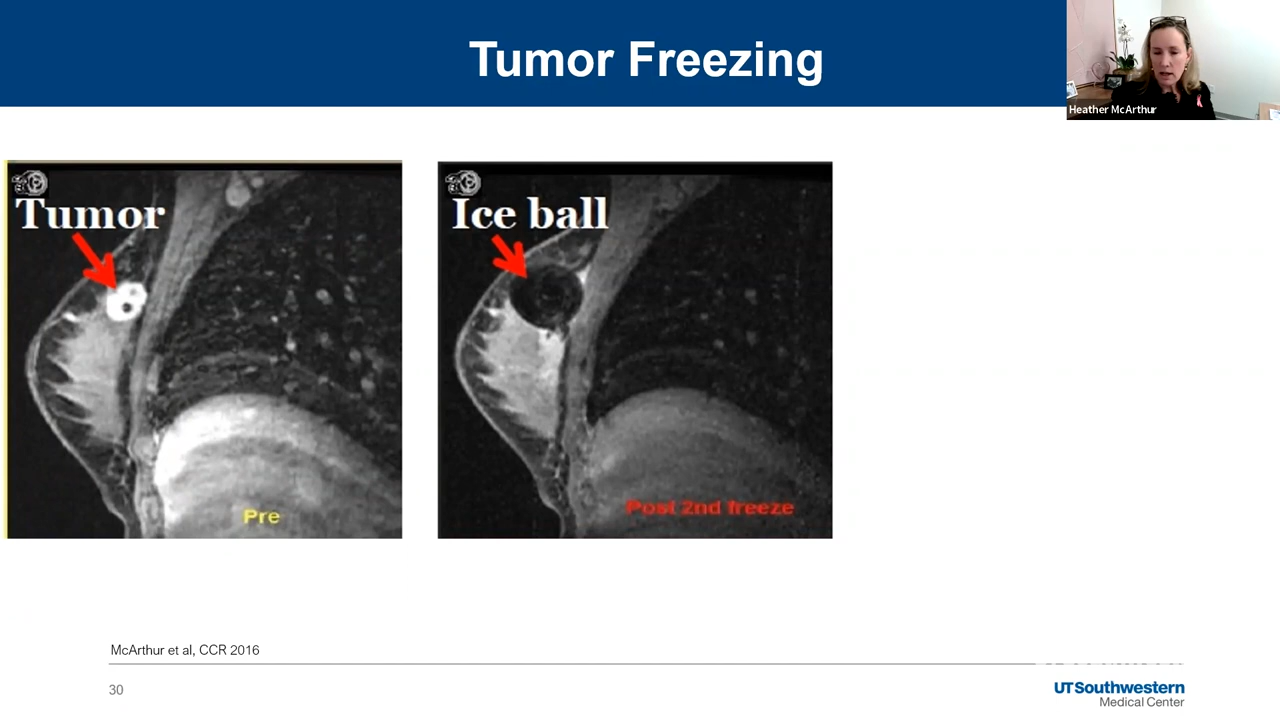 Tumor Freezing
Heather McArthur
Tumor
Pre
Ice ball
Post 2nd freeze
McArthur et al, CCR 2016
30
UTSouthwestern
Medical Center